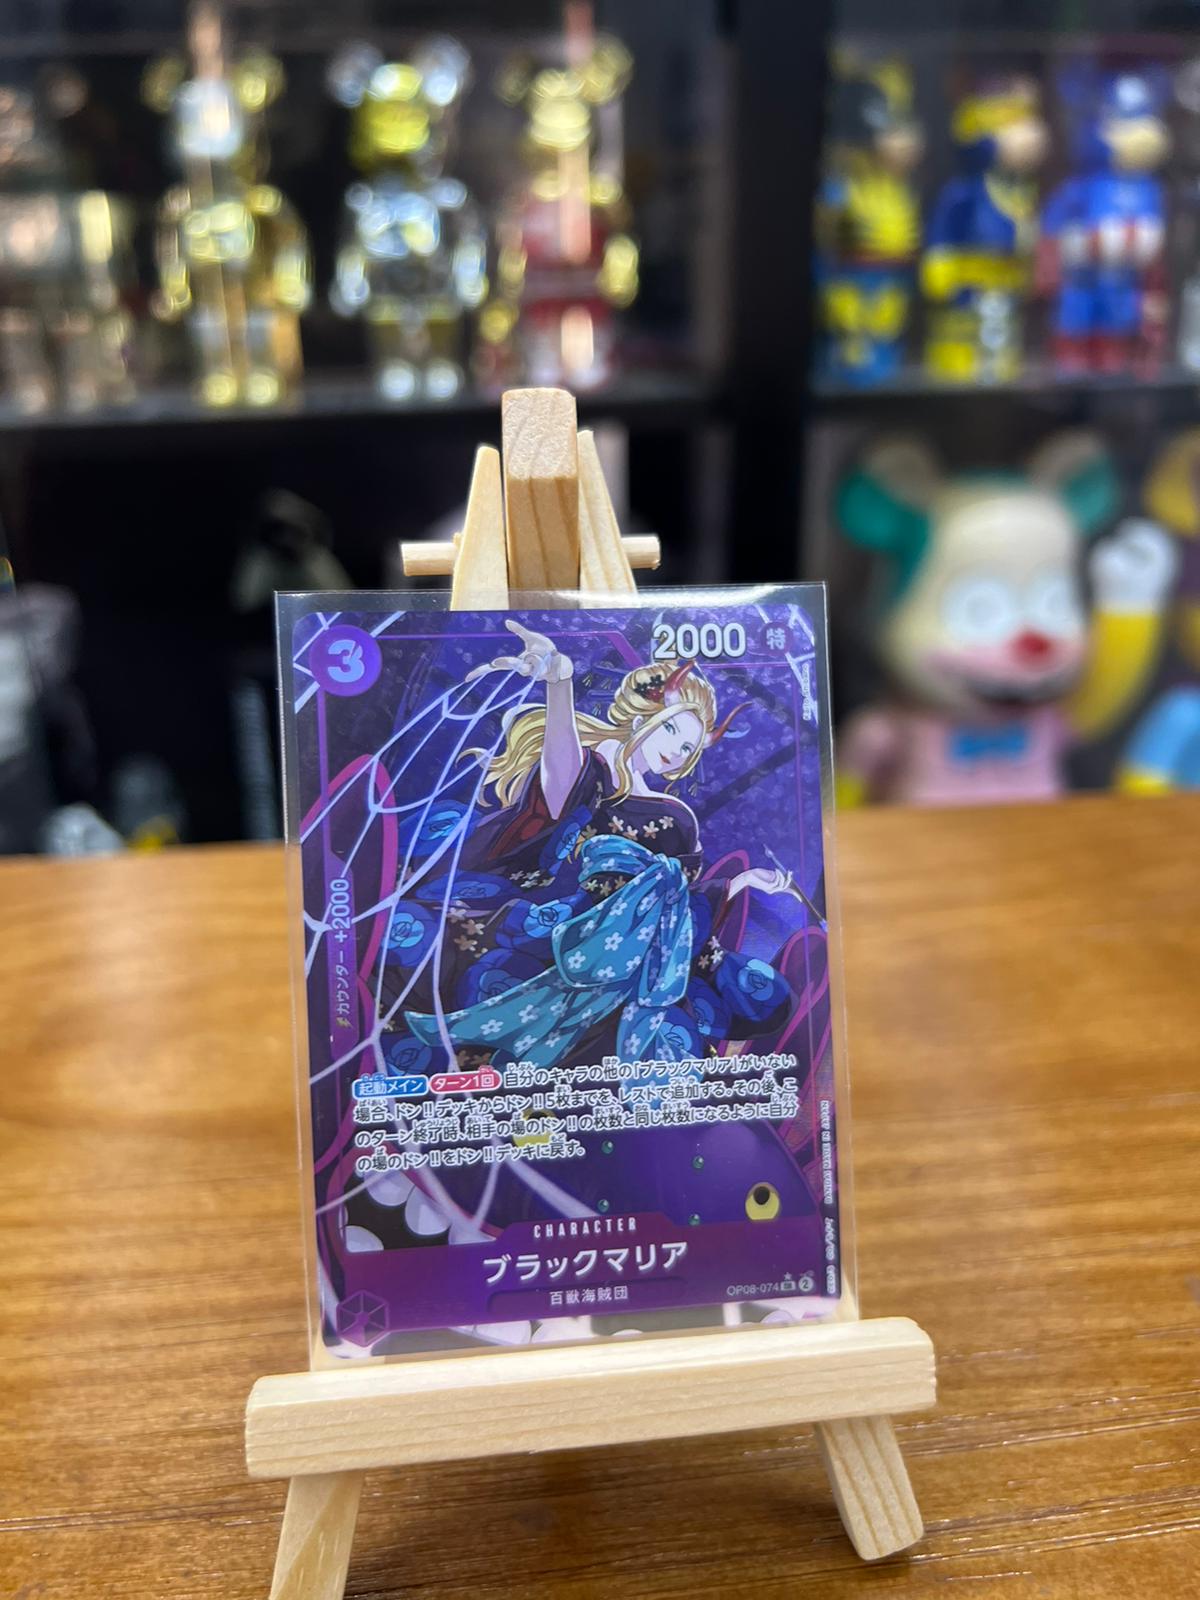 3
2000 特
カウンター +2000
起動メイン ターン1回 自分のキャラの他の「ブラックマリア」がいない
場合、ドン!!デッキからドン!!5枚までを、レストで追加する。その後、こ
のターン終了時、相手の場のドン!!の枚数と同じ枚数になるように自分
の場のドン!!をドン!!デッキに戻す。
CHARACTER
ブラックマリア
百獣海賊団
OP08-074 SR ② 
BANDAI MADE IN JAPAN